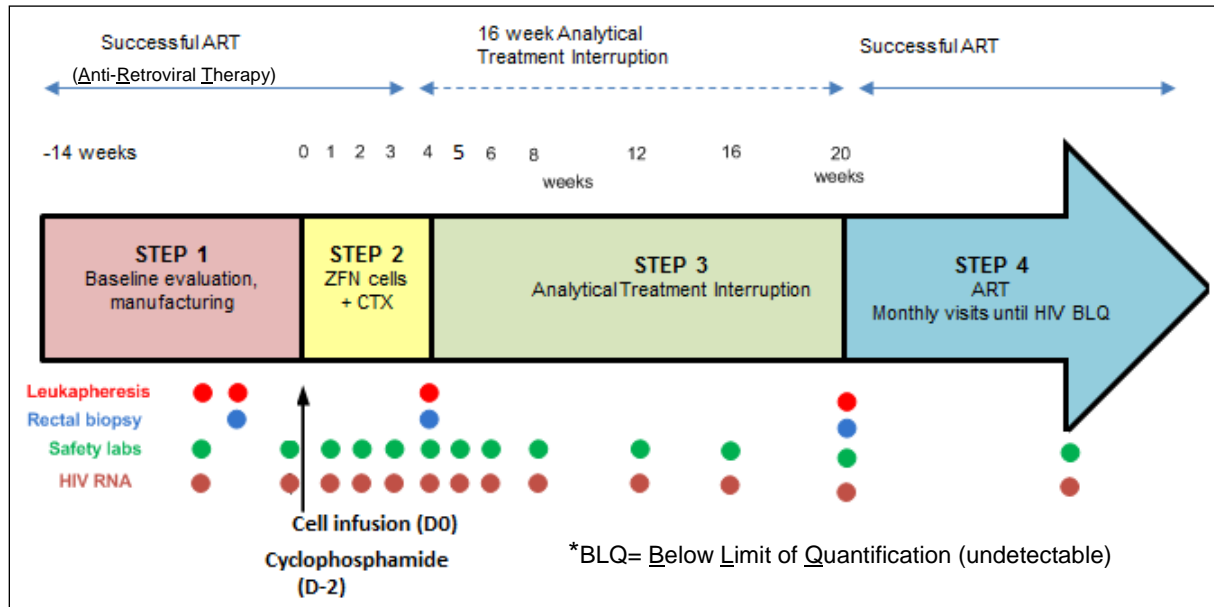 Successful ART
(Anti-Retroviral Therapy)
16 week Analytical
Treatment Interruption
Successful ART
-14 weeks 0 1 2 3 4 5 6 8 12 16 20
weeks weeks
STEP 1
Baseline evaluation,
manufacturing
STEP 2
ZFN cells
+ CTX
STEP 3
Analytical Treatment Interruption
STEP 4
ART
Monthly visits until HIV BLQ
Leukapheresis
Rectal biopsy
Safety labs
HIV RNA
Cell infusion (D0)
Cyclophosphamide
(D-2)
*BLQ= Below Limit of Quantification (undetectable)